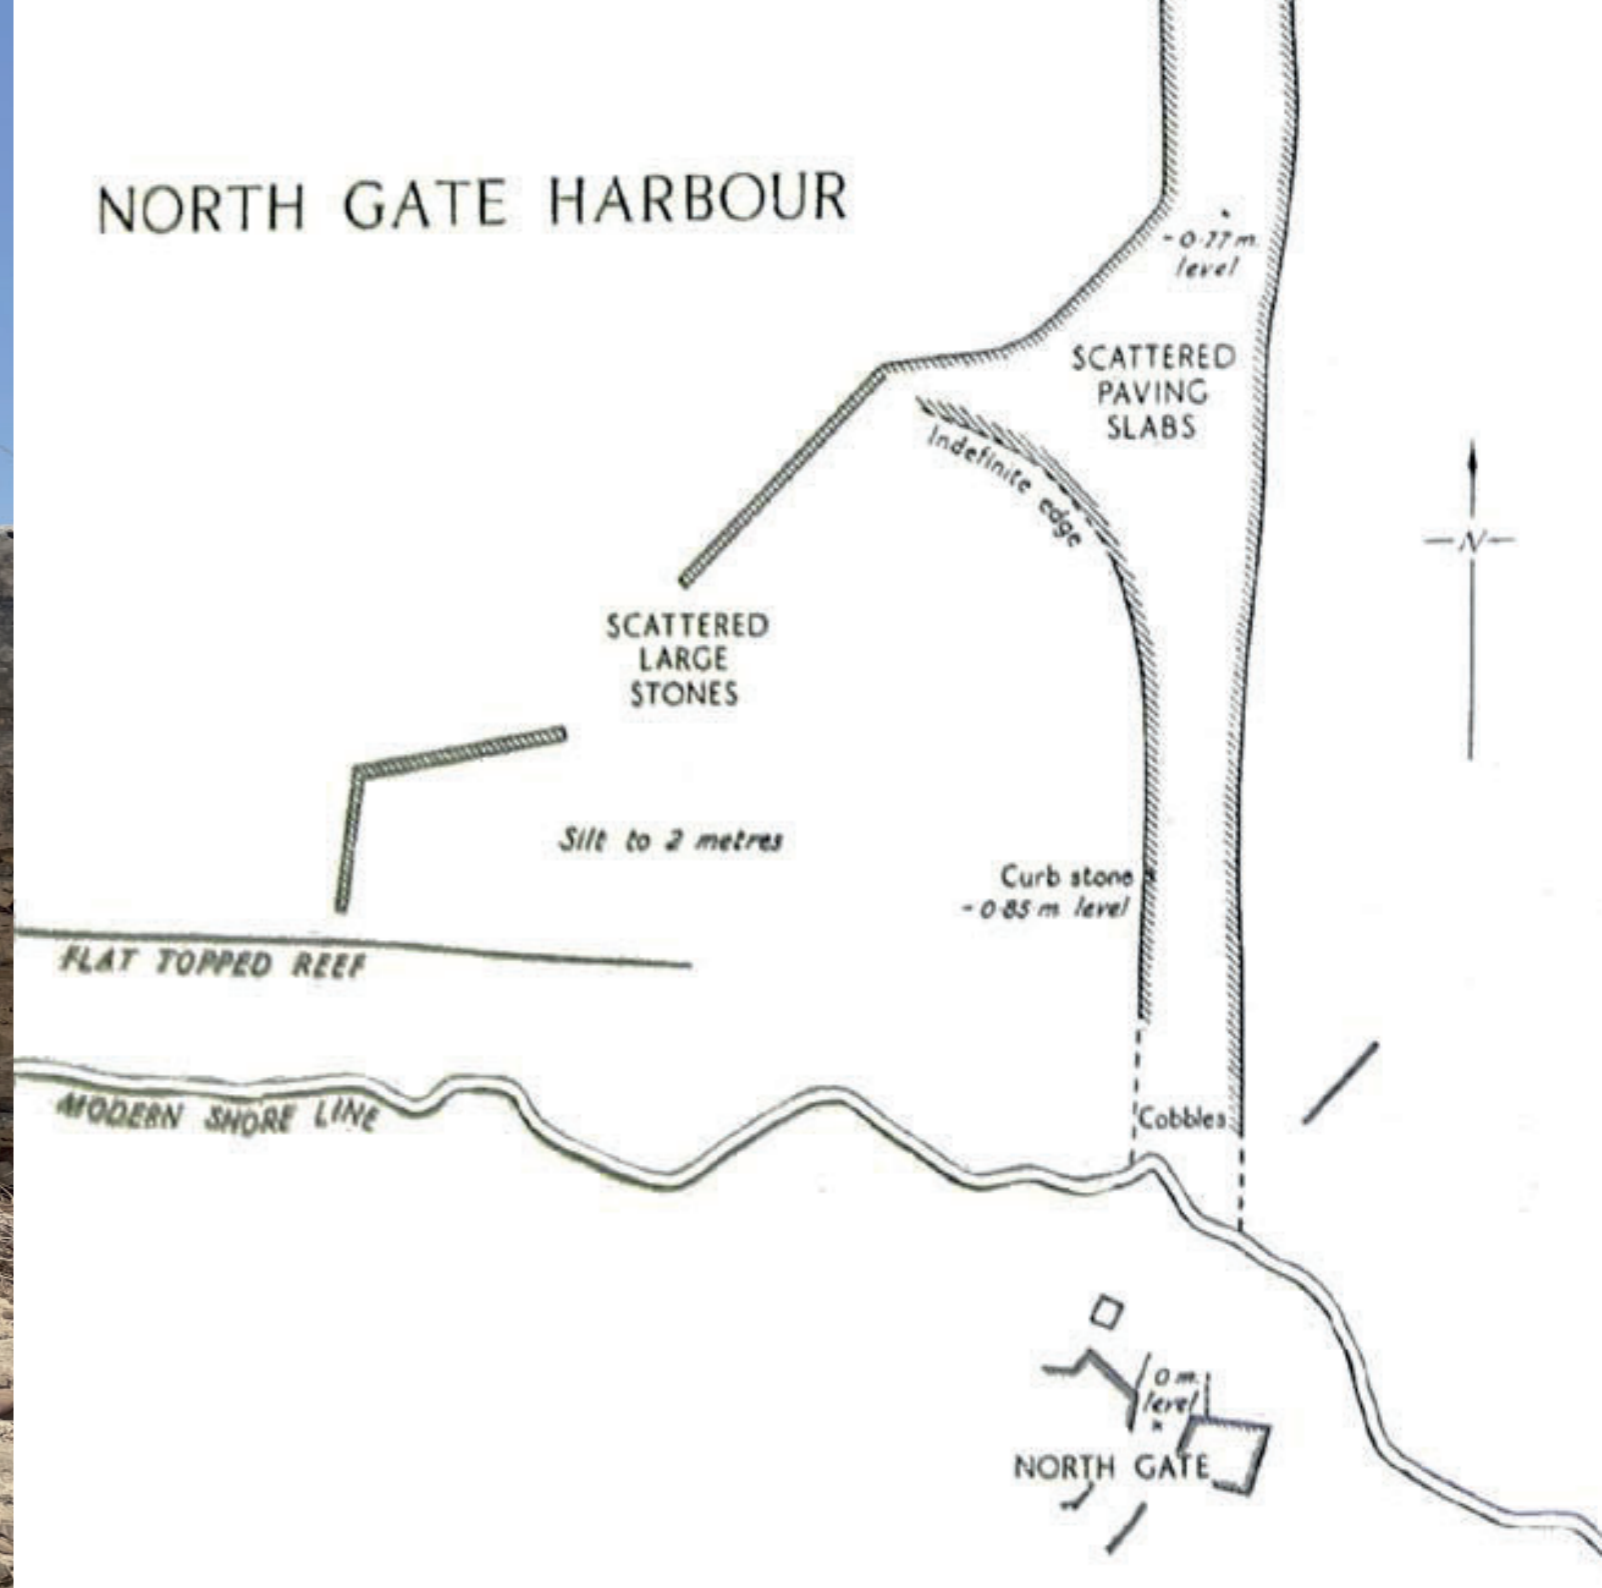 NORTH GATE HARBOUR
- 0·77 m.
level
SCATTERED
PAVING
SLABS
Indefinite edge
N
SCATTERED
LARGE
STONES
Silt to 2 metres
Curb stone
- 0·85 m level
FLAT TOPPED REEF
MODERN SHORE LINE
Cobbles
0 m.
level
NORTH GATE